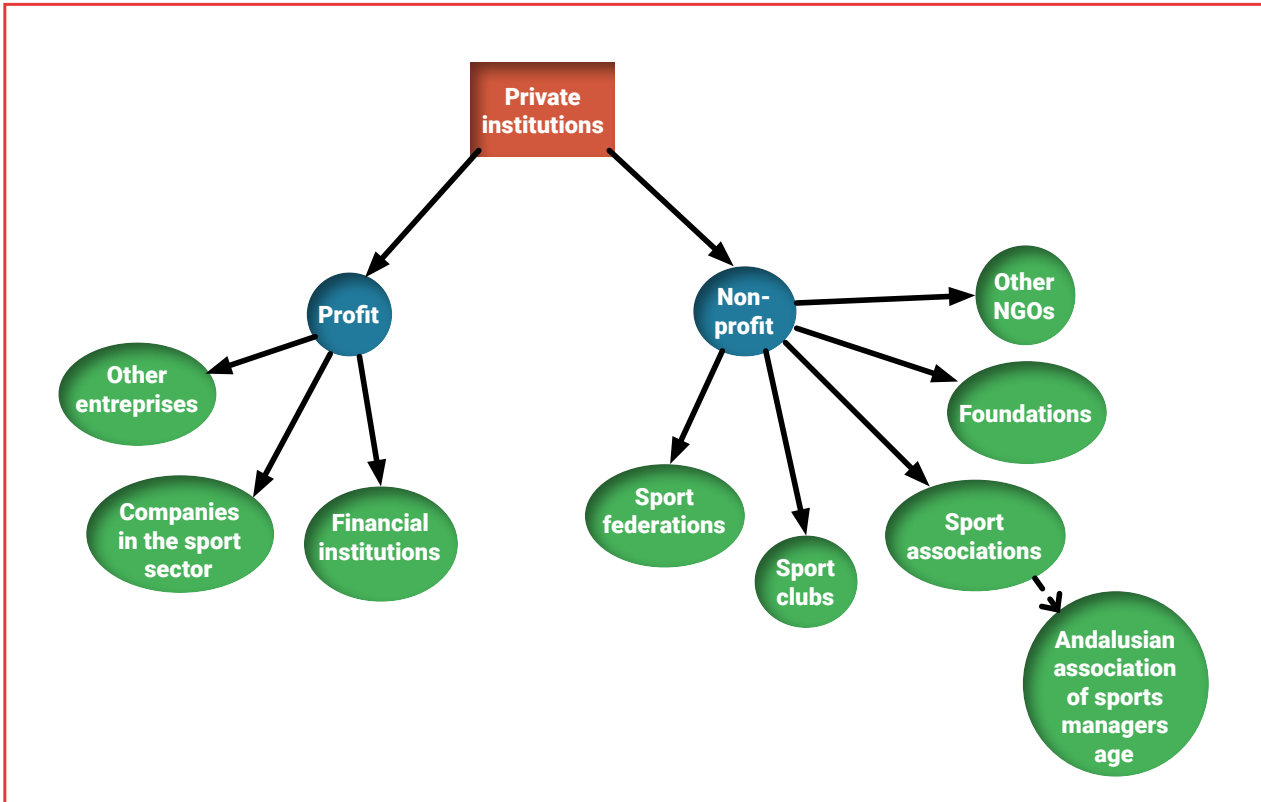 Private
institutions
Profit
Other
entreprises
Companies
in the sport
sector
Financial
institutions
Non-
profit
Other
NGOs
Foundations
Sport
federations
Sport
clubs
Sport
associations
Andalusian
association
of sports
managers
age